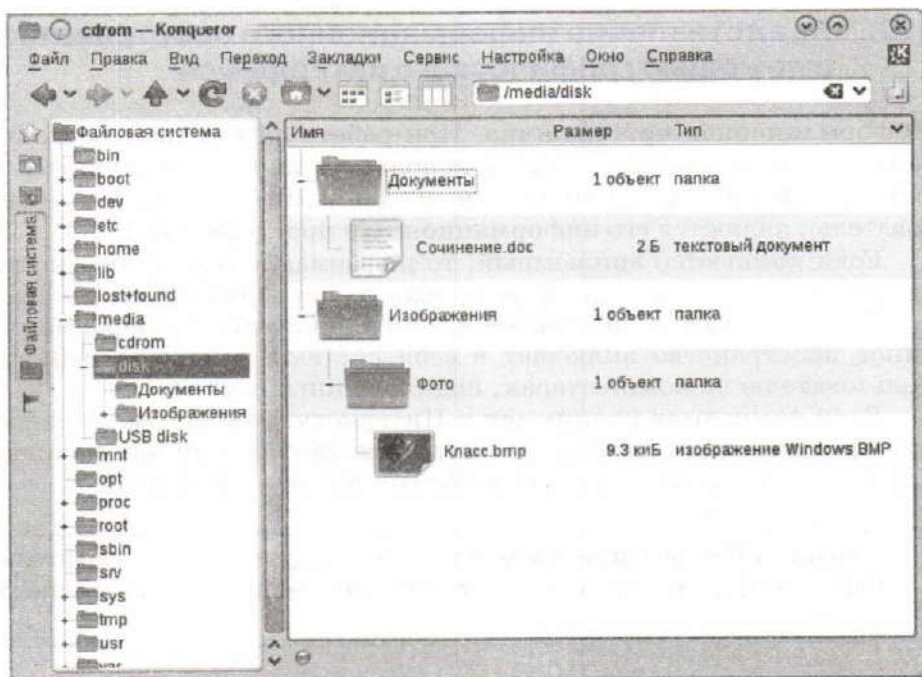 cdrom — Konqueror
Файл Правка Вид Переход Закладки Сервис Настройка Окно Справка
/media/disk
Файловая система
Файловая система
bin
boot
dev
etc
home
lib
lost+found
media
cdrom
disk
Документы
Изображения
USB disk
mnt
opt
proc
root
sbin
srv
sys
tmp
usr
var
Имя Размер Тип
Документы 1 объект папка
Сочинение.doc 2 Б текстовый документ
Изображения 1 объект папка
Фото 1 объект папка
Класс.bmp 9.3 киБ изображение Windows BMP